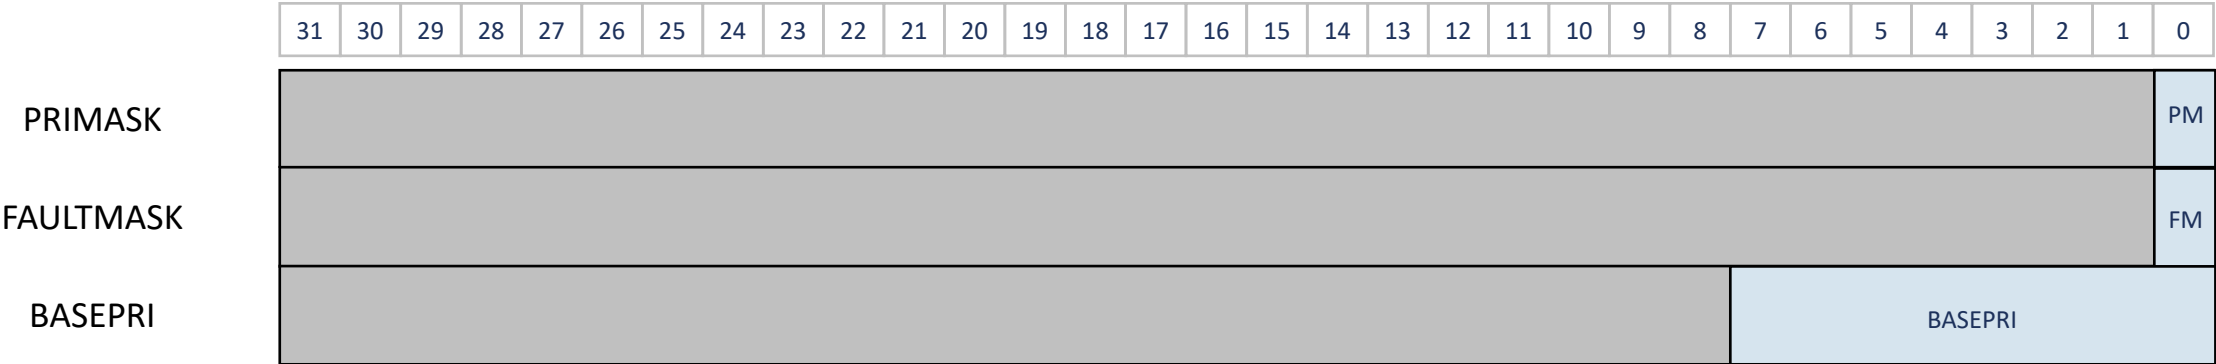 31 30 29 28 27 26 25 24 23 22 21 20 19 18 17 16 15 14 13 12 11 10 9 8 7 6 5 4 3 2 1 0
PRIMASK PM
FAULTMASK FM
BASEPRI BASEPRI